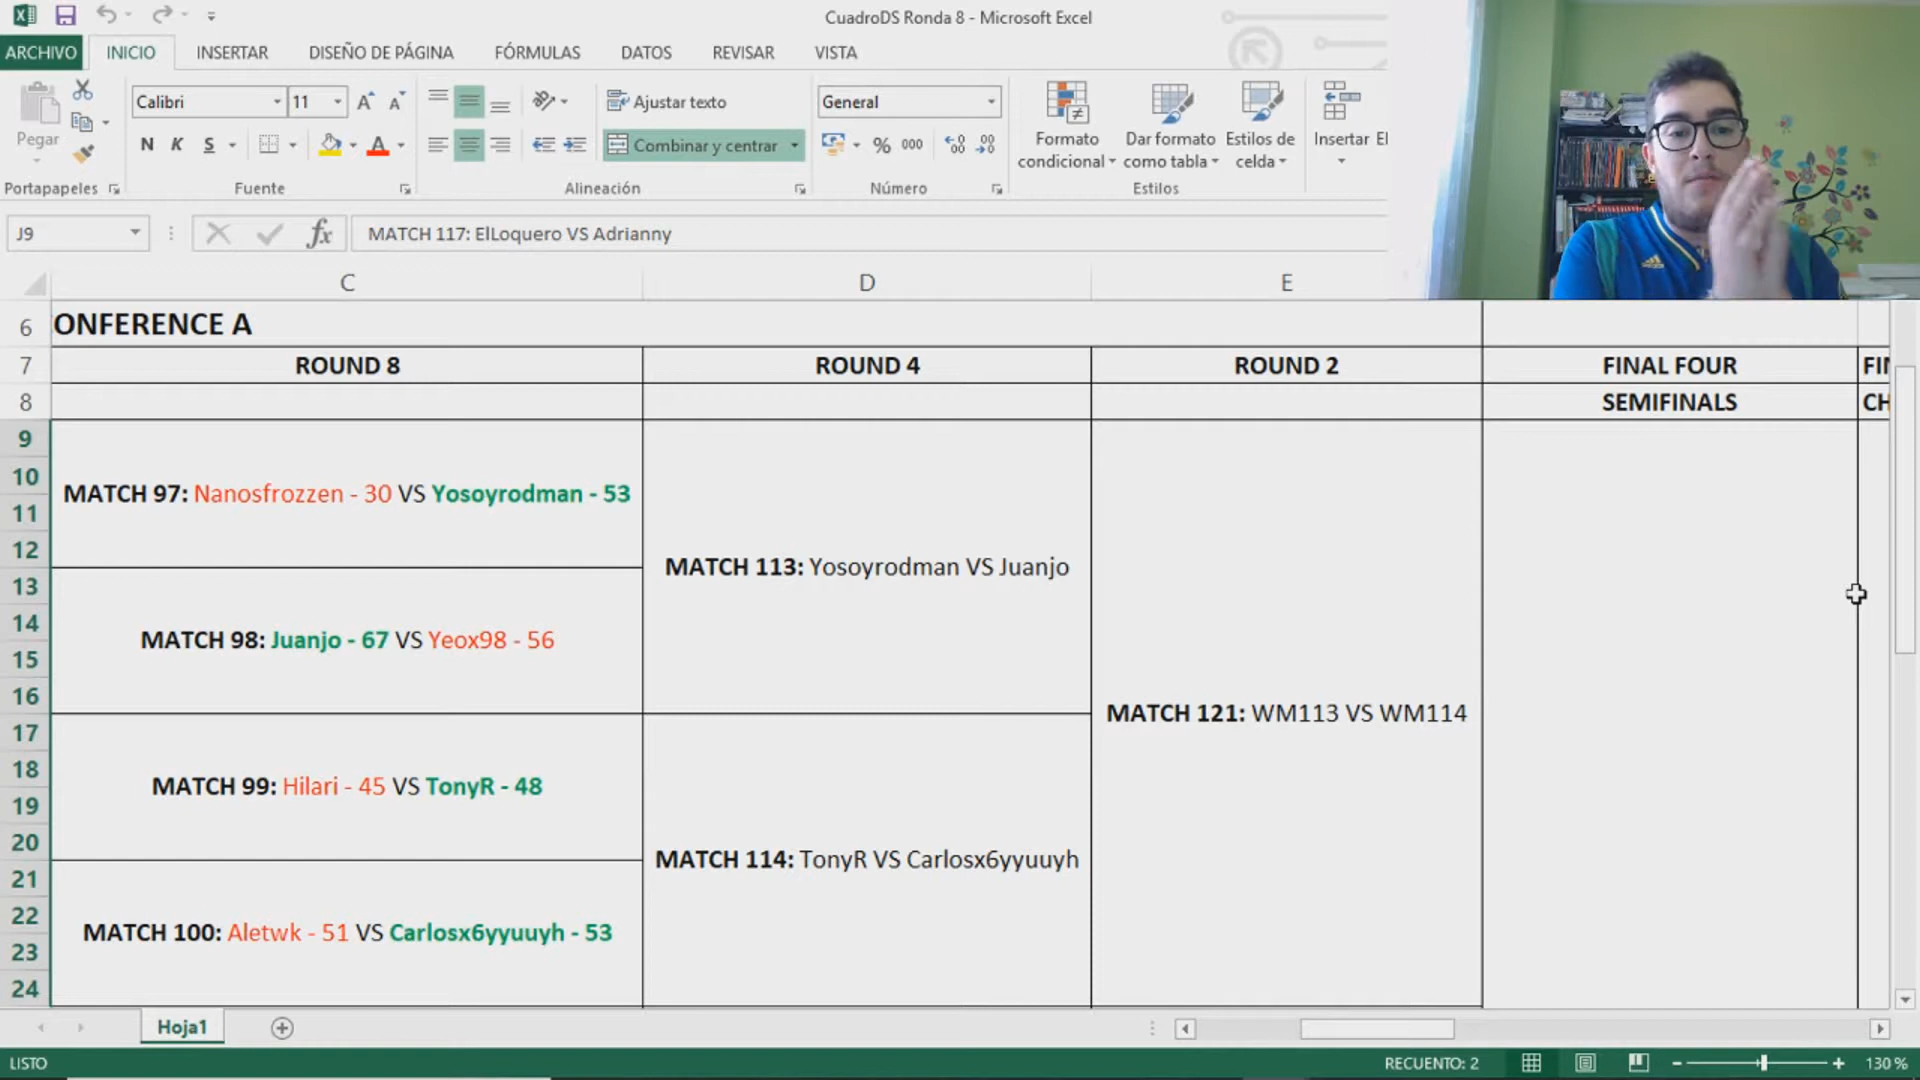 CuadroDS Ronda 8 - Microsoft Excel
ARCHIVO INICIO INSERTAR DISEÑO DE PÁGINA FÓRMULAS DATOS REVISAR VISTA
Pegar
Calibri 11
N K S
Ajustar texto
Combinar y centrar
General
% 000
Formato condicional
Dar formato como tabla
Estilos de celda
Insertar El
Portapapeles Fuente Alineación Número Estilos
J9 fx MATCH 117: ElLoquero VS Adrianny
C D E
6 ONFERENCE A
7 ROUND 8 ROUND 4 ROUND 2 FINAL FOUR FIN
8 SEMIFINALS CH
9
10 MATCH 97: Nanosfrozzen - 30 VS Yosoyrodman - 53
11
12 MATCH 113: Yosoyrodman VS Juanjo
13
14 MATCH 98: Juanjo - 67 VS Yeox98 - 56
15
16 MATCH 121: WM113 VS WM114
17
18 MATCH 99: Hilari - 45 VS TonyR - 48
19
20 MATCH 114: TonyR VS Carlosx6yyuuyh
21
22 MATCH 100: Aletwk - 51 VS Carlosx6yyuuyh - 53
23
24
Hoja1
LISTO RECUENTO: 2 130 %